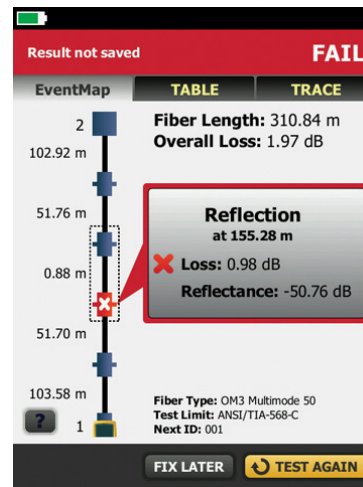 Result not saved
FAIL
EventMap
TABLE
TRACE
2
102.92 m
51.76 m
0.88 m
51.70 m
103.58 m
? 1
Fiber Length: 310.84 m
Overall Loss: 1.97 dB
Reflection
at 155.28 m
Loss: 0.98 dB
Reflectance: -50.76 dB
Fiber Type: OM3 Multimode 50
Test Limit: ANSI/TIA-568-C
Next ID: 001
FIX LATER
TEST AGAIN